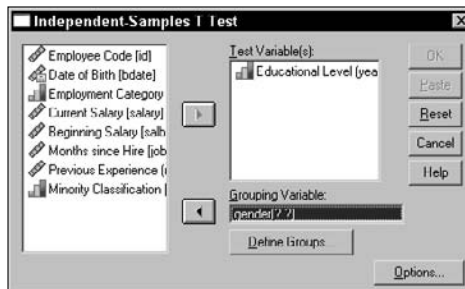 Independent-Samples T Test
Employee Code [id]
Date of Birth [bdate]
Employment Category
Current Salary [salary]
Beginning Salary [salb
Months since Hire [job
Previous Experience (
Minority Classification [
Test Variable(s):
Educational Level (yea
Grouping Variable:
gender(? ?)
Define Groups...
OK
Paste
Reset
Cancel
Help
Options...